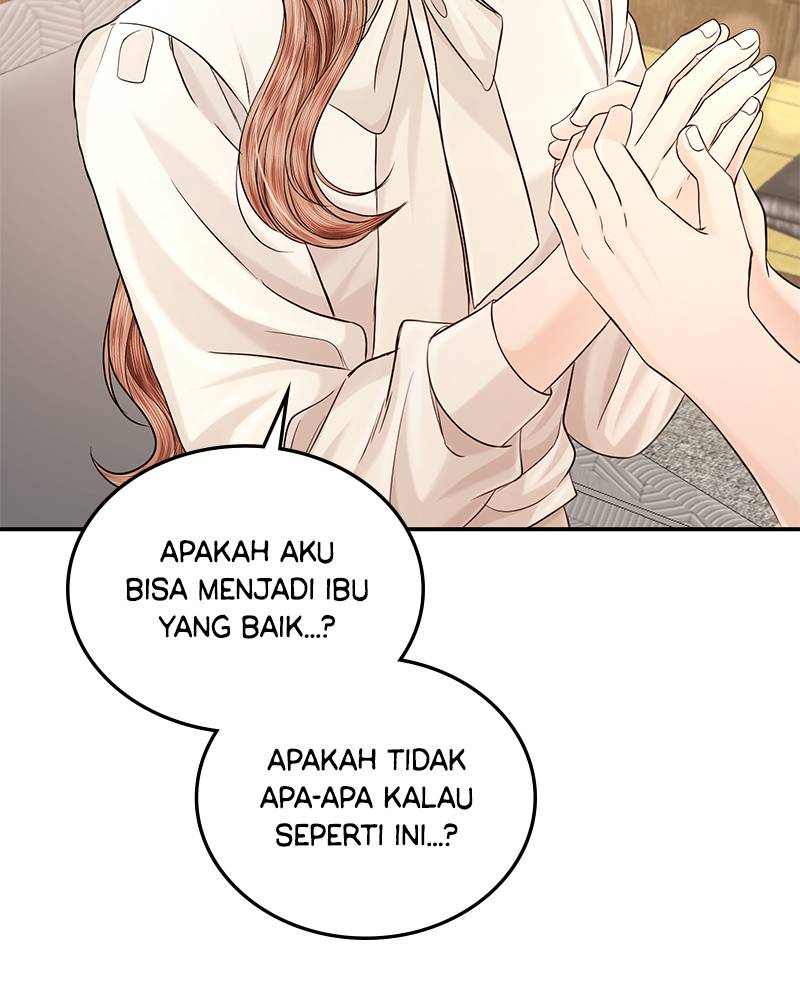 APAKAH AKU
BISA MENJADI IBU
YANG BAIK...?
APAKAH TIDAK
APA-APA KALAU
SEPERTI INI...?